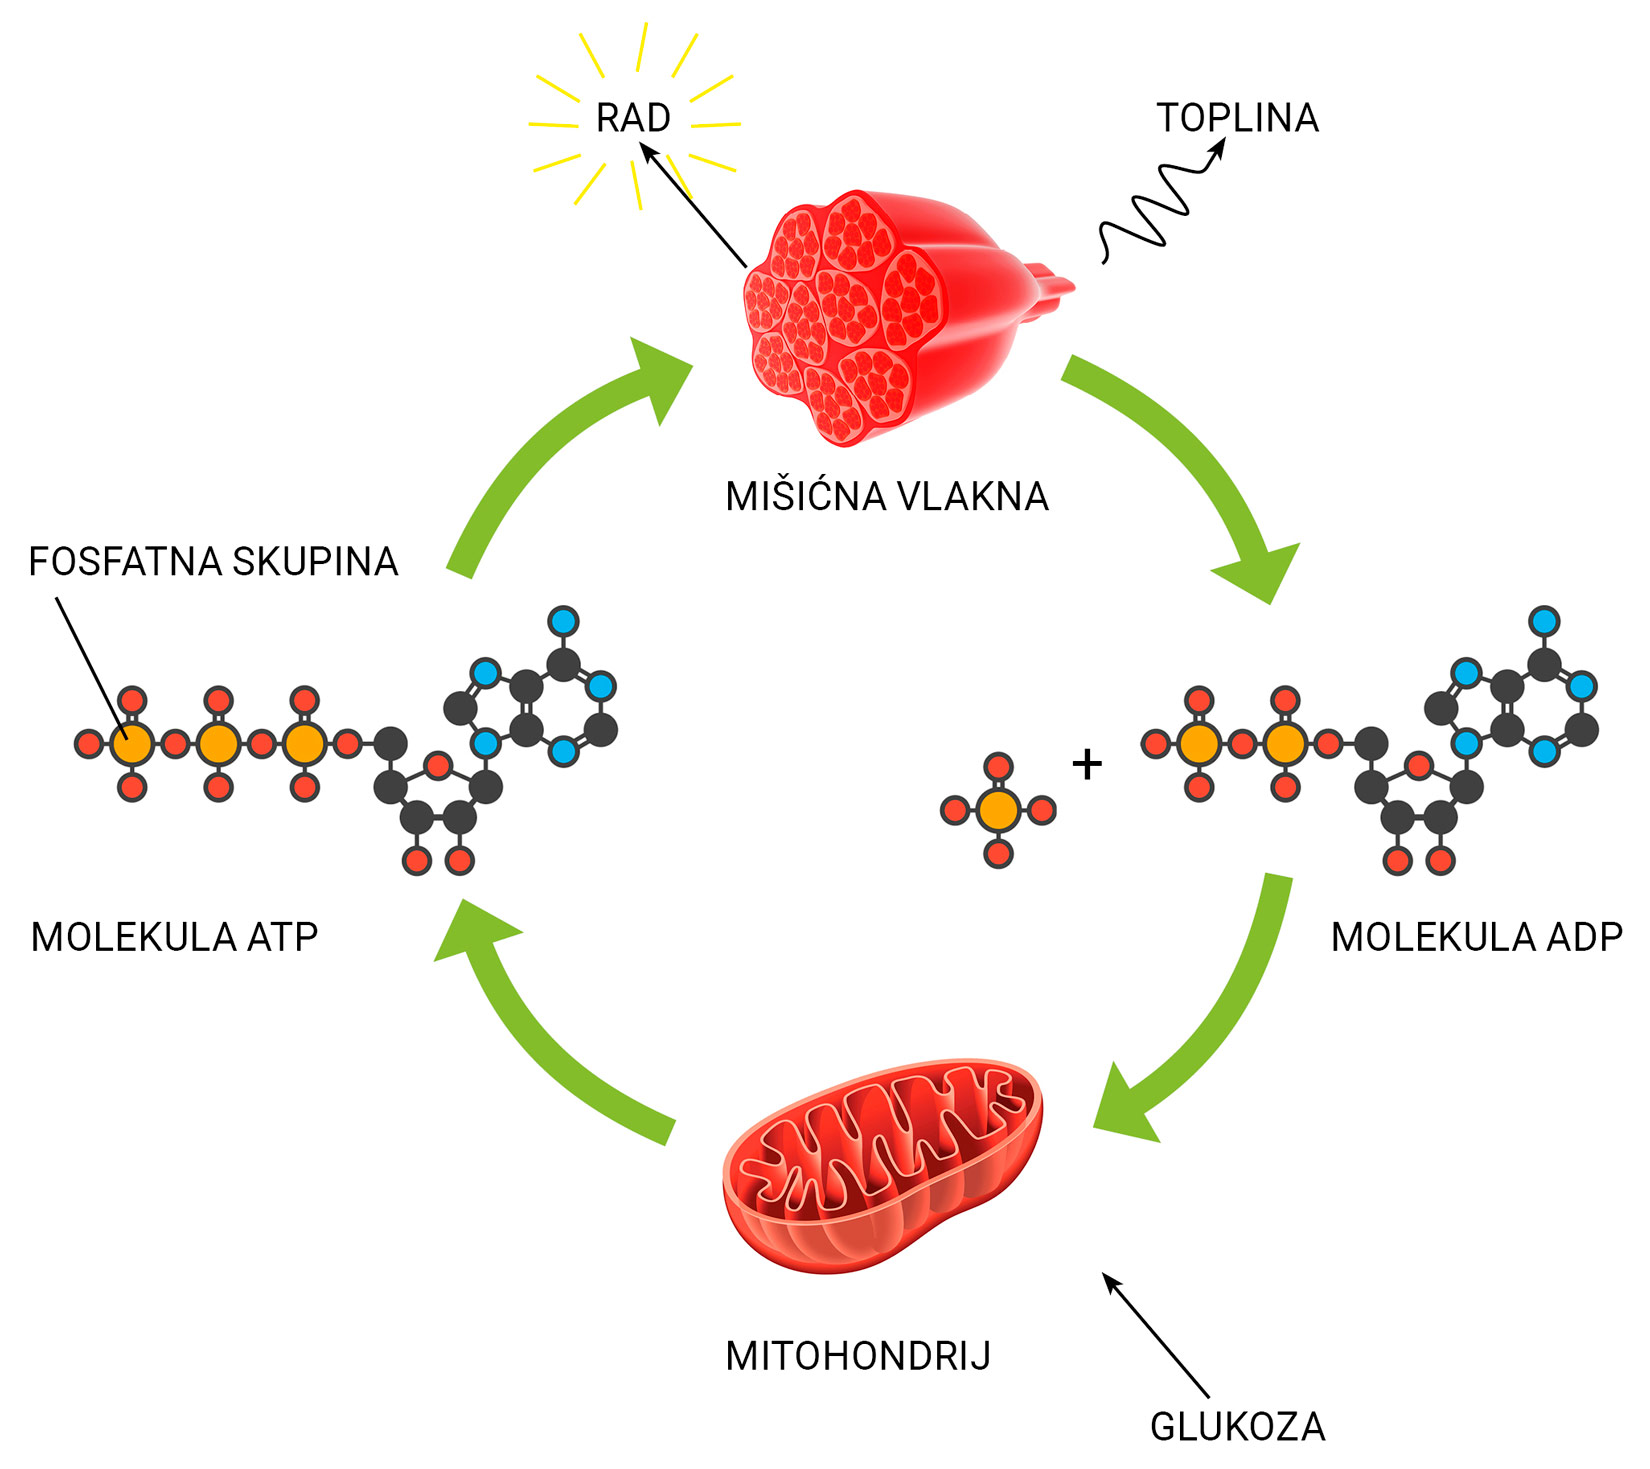 RAD
TOPLINA
MIŠIĆNA VLAKNA
FOSFATNA SKUPINA
+
MOLEKULA ATP
MOLEKULA ADP
MITOHONDRIJ
GLUKOZA